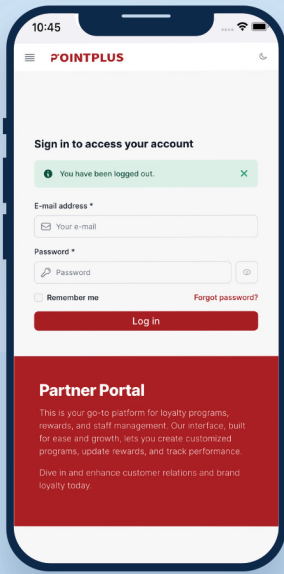 10:45
POINTPLUS
Sign in to access your account
You have been logged out.
E-mail address *
Your e-mail
Password *
Password
Remember me
Forgot password?
Log in
Partner Portal
This is your go-to platform for loyalty programs,
rewards, and staff management. Our interface, built
for ease and growth, lets you create customized
programs, update rewards, and track performance.
Dive in and enhance customer relations and brand
loyalty today.